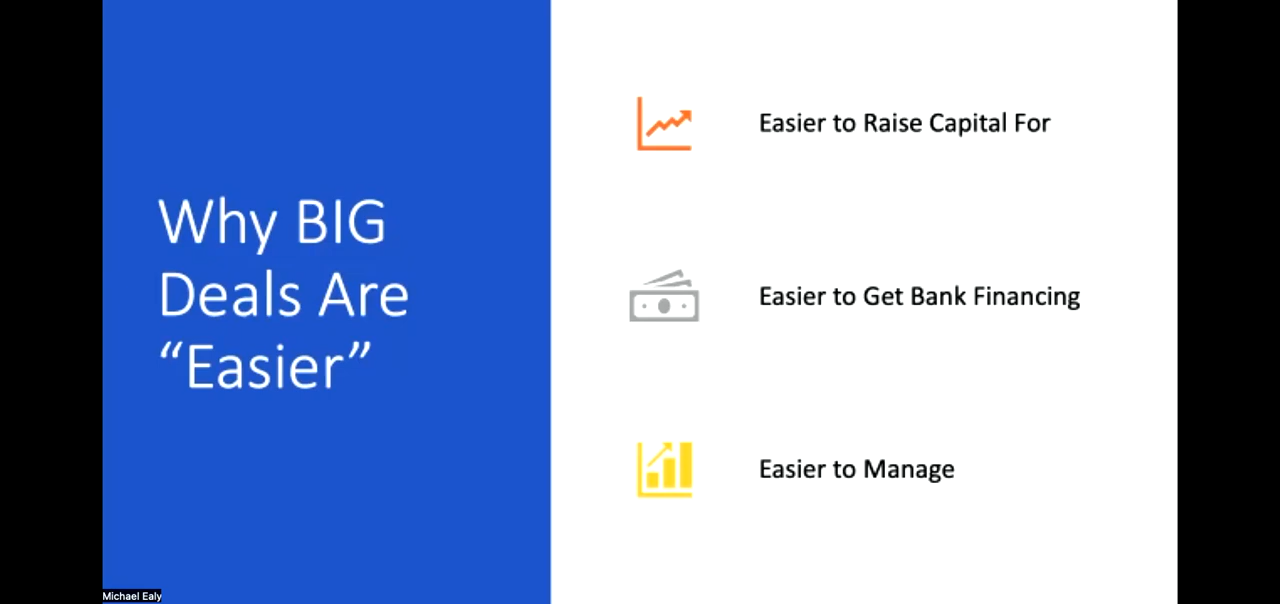 Why BIG
Deals Are
“Easier”
Easier to Raise Capital For
Easier to Get Bank Financing
Easier to Manage
Michael Ealy